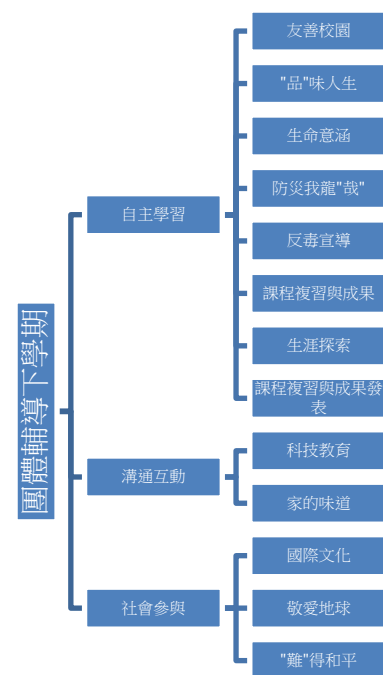 團體輔導下學期
自主學習
友善校園
"品"味人生
生命意涵
防災我龍"哉"
反毒宣導
課程複習與成果
生涯探索
課程複習與成果發
表
溝通互動
科技教育
家的味道
社會參與
國際文化
敬愛地球
"難"得和平